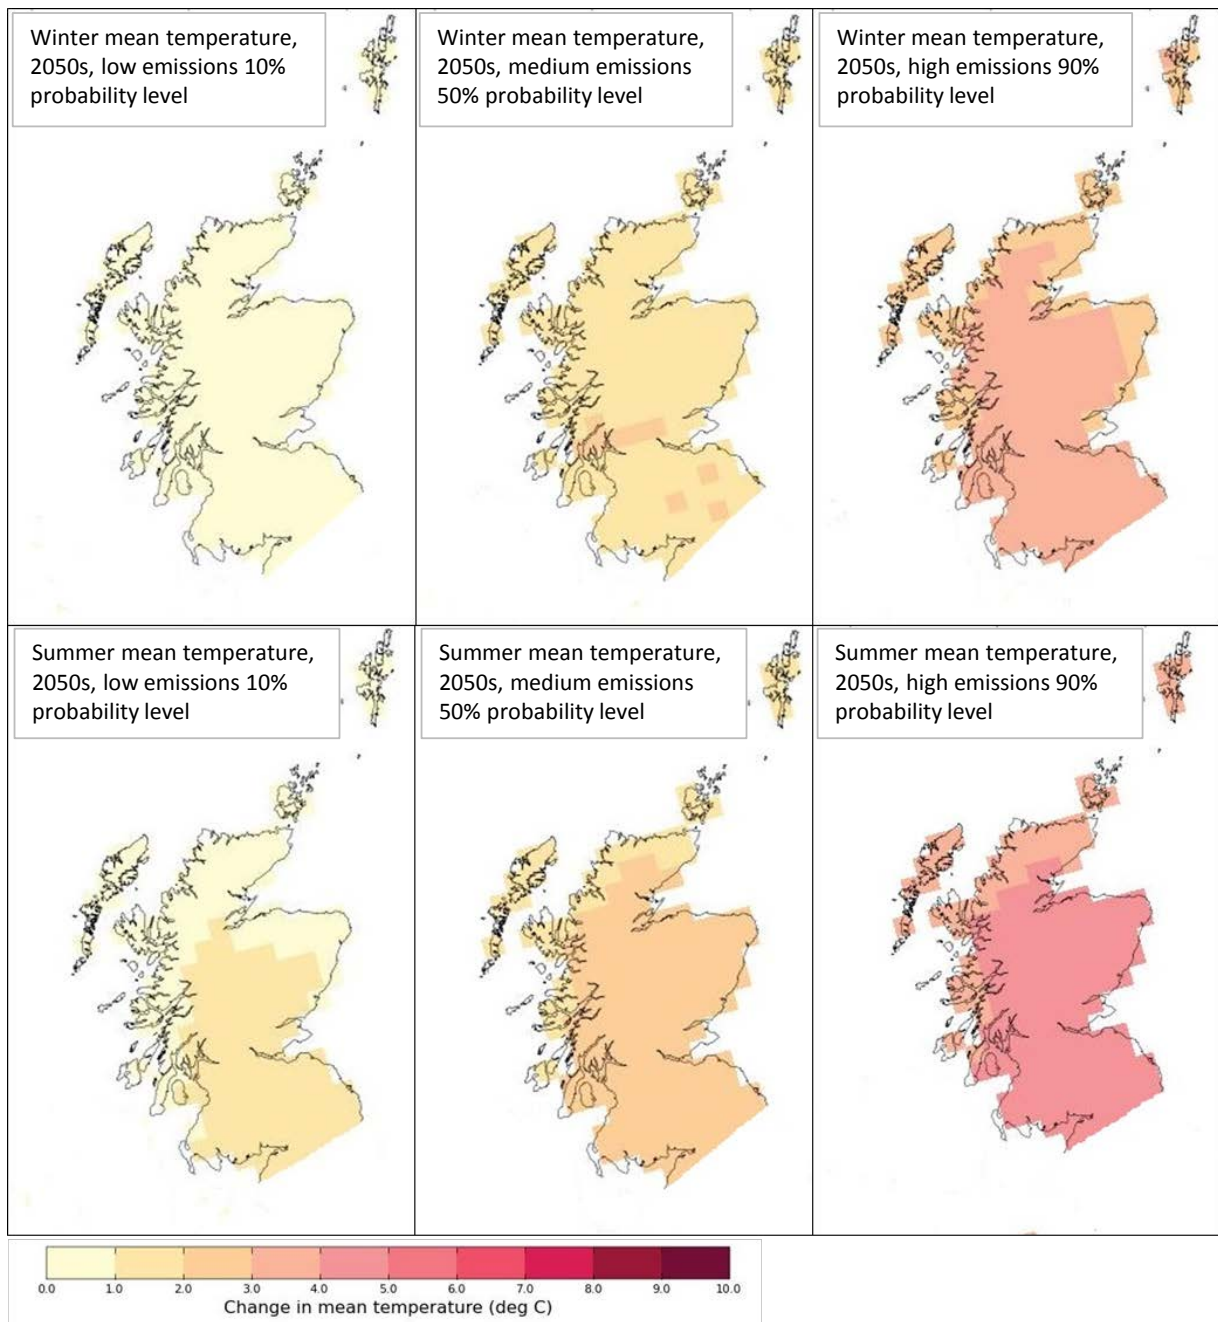 Winter mean temperature,
2050s, low emissions 10%
probability level
Winter mean temperature,
2050s, medium emissions
50% probability level
Winter mean temperature,
2050s, high emissions 90%
probability level
Summer mean temperature,
2050s, low emissions 10%
probability level
Summer mean temperature,
2050s, medium emissions
50% probability level
Summer mean temperature,
2050s, high emissions 90%
probability level
0.0 1.0 2.0 3.0 4.0 5.0 6.0 7.0 8.0 9.0 10.0
Change in mean temperature (deg C)